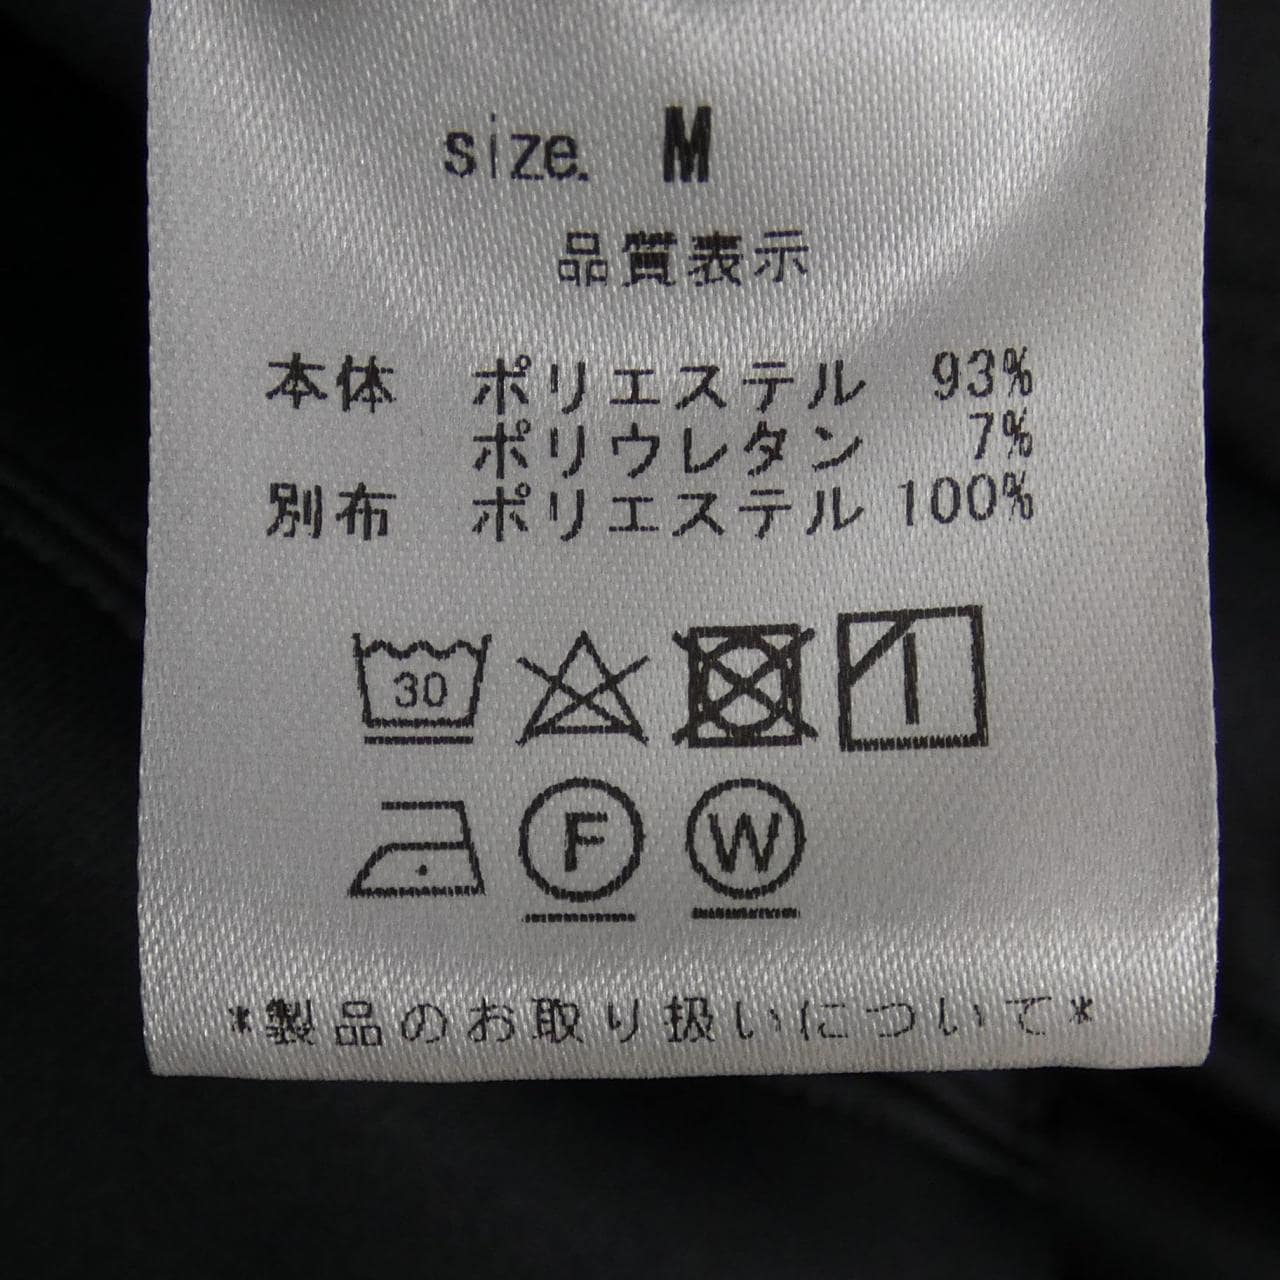 size. M
品質表示
本体 ポリエステル 93%
ポリウレタン 7%
別布 ポリエステル 100%
30
F W
*製品のお取り扱いについて*